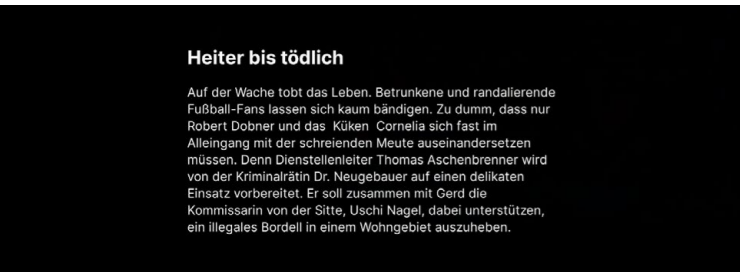 Heiter bis tödlich
Auf der Wache tobt das Leben. Betrunkene und randalierende
Fußball-Fans lassen sich kaum bändigen. Zu dumm, dass nur
Robert Dobner und das  Küken  Cornelia sich fast im
Alleingang mit der schreienden Meute auseinandersetzen
müssen. Denn Dienstellenleiter Thomas Aschenbrenner wird
von der Kriminalrätin Dr. Neugebauer auf einen delikaten
Einsatz vorbereitet. Er soll zusammen mit Gerd die
Kommissarin von der Sitte, Uschi Nagel, dabei unterstützen,
ein illegales Bordell in einem Wohngebiet auszuheben.